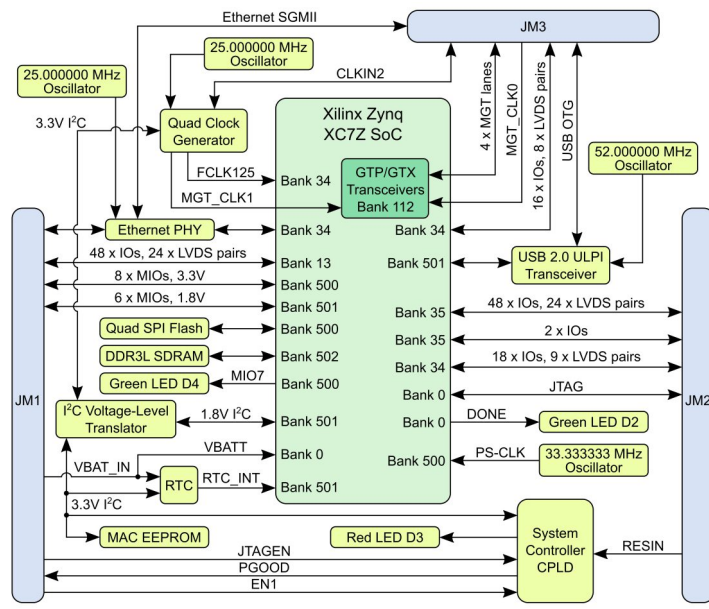 Ethernet SGMII
JM3
25.000000 MHz
Oscillator
25.000000 MHz
Oscillator
CLKIN2
3.3V I²C
Quad Clock
Generator
Xilinx Zynq
XC7Z SoC
4 x MGT lanes
MGT_CLK0
16 x IOs, 8 x LVDS pairs
USB OTG
52.000000 MHz
Oscillator
FCLK125
Bank 34
GTP/GTX
Transceivers
Bank 112
MGT_CLK1
Ethernet PHY
Bank 34
Bank 34
48 x IOs, 24 x LVDS pairs
Bank 13
Bank 501
USB 2.0 ULPI
Transceiver
8 x MIOs, 3.3V
Bank 500
6 x MIOs, 1.8V
Bank 501
Bank 35
48 x IOs, 24 x LVDS pairs
Quad SPI Flash
Bank 500
Bank 35
2 x IOs
DDR3L SDRAM
Bank 502
Bank 34
18 x IOs, 9 x LVDS pairs
Green LED D4
MIO7
Bank 500
Bank 0
JTAG
JM1
JM2
I²C Voltage-Level
Translator
1.8V I²C
Bank 501
Bank 0
DONE
Green LED D2
VBATT
Bank 0
Bank 500
PS-CLK
33.333333 MHz
Oscillator
VBAT_IN
RTC
RTC_INT
Bank 501
3.3V I²C
MAC EEPROM
Red LED D3
System
Controller
CPLD
RESIN
JTAGEN
PGOOD
EN1